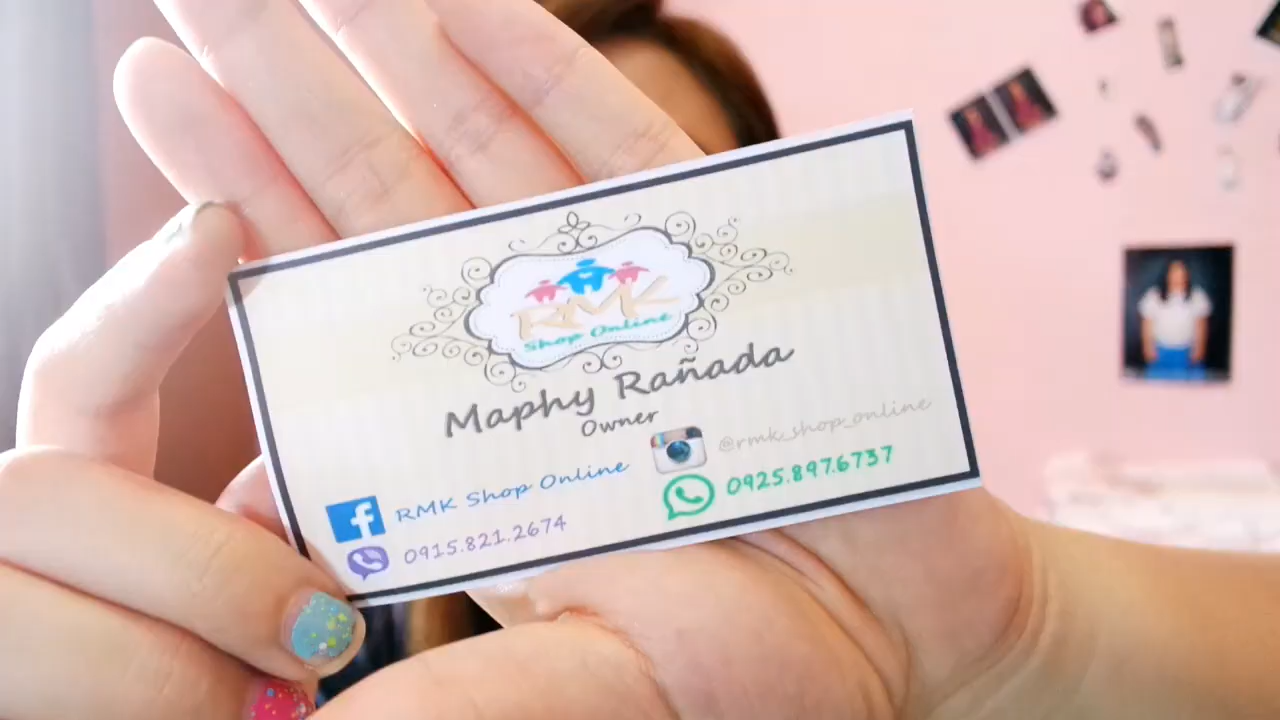 RMK
Shop Online
Maphy Rañada
Owner
RMK Shop Online
@rmk_shop_online
0915.821.2674
0925.897.6737